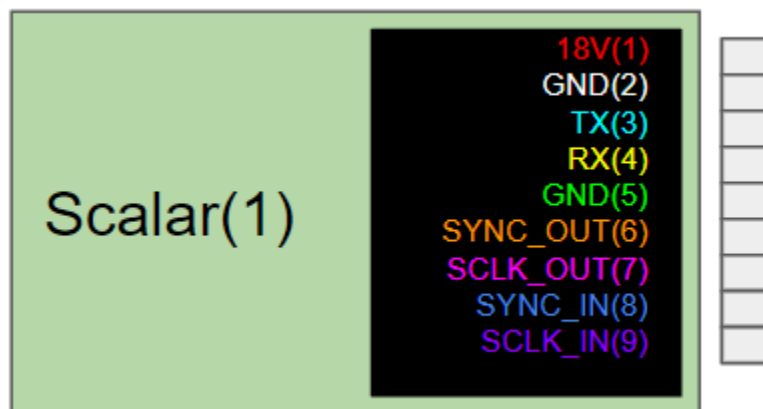 18V(1)
GND(2)
TX(3)
RX(4)
GND(5)
Scalar(1)
SYNC_OUT(6)
SCLK_OUT(7)
SYNC_IN(8)
SCLK_IN(9)